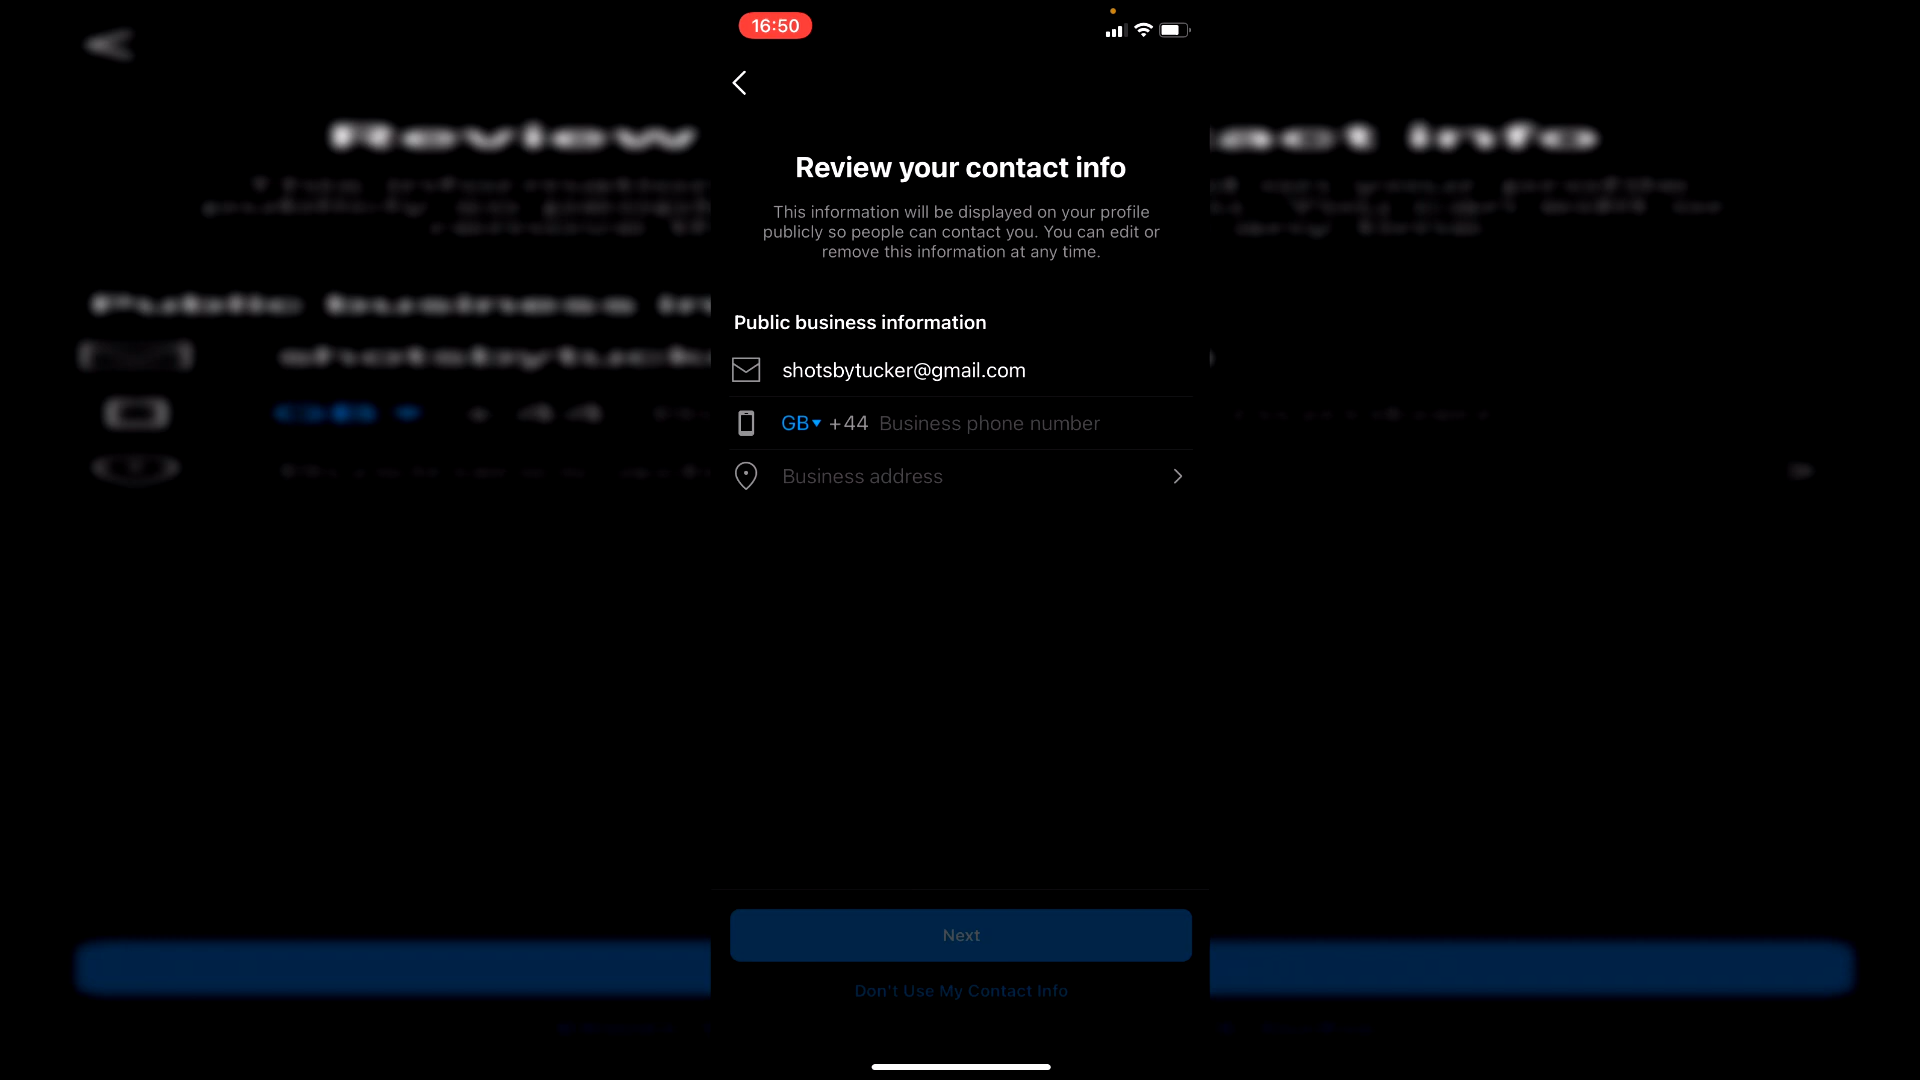 16:50
Review your contact info
This information will be displayed on your profile
publicly so people can contact you. You can edit or
remove this information at any time.
Public business information
shotsbytucker@gmail.com
GB +44 Business phone number
Business address
Next
Don't Use My Contact Info